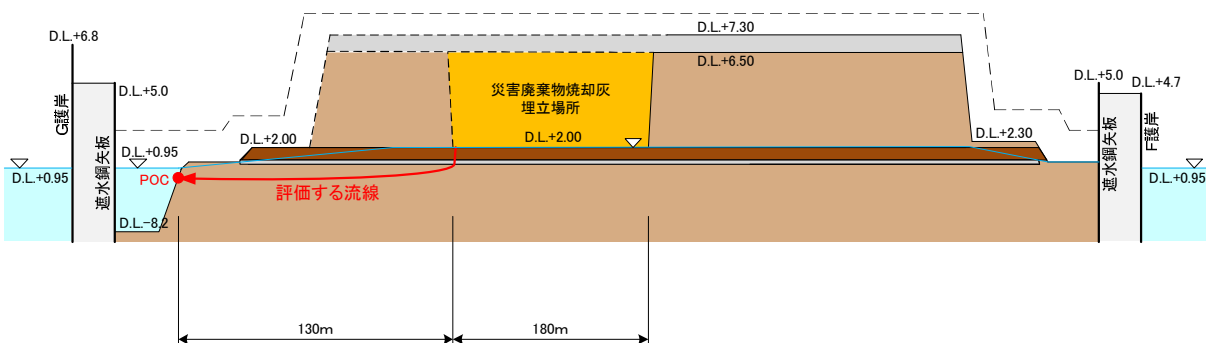 D.L.+7.30
D.L.+6.8
D.L.+6.50
災害廃棄物焼却灰
埋立場所
D.L.+5.0
D.L.+5.0
D.L.+4.7
G護岸
遮水鋼矢板
D.L.+2.00
D.L.+2.00
D.L.+2.30
遮水鋼矢板
F護岸
D.L.+0.95
D.L.+0.95
D.L.+0.95
POC
評価する流線
D.L.-8.2
130m
180m